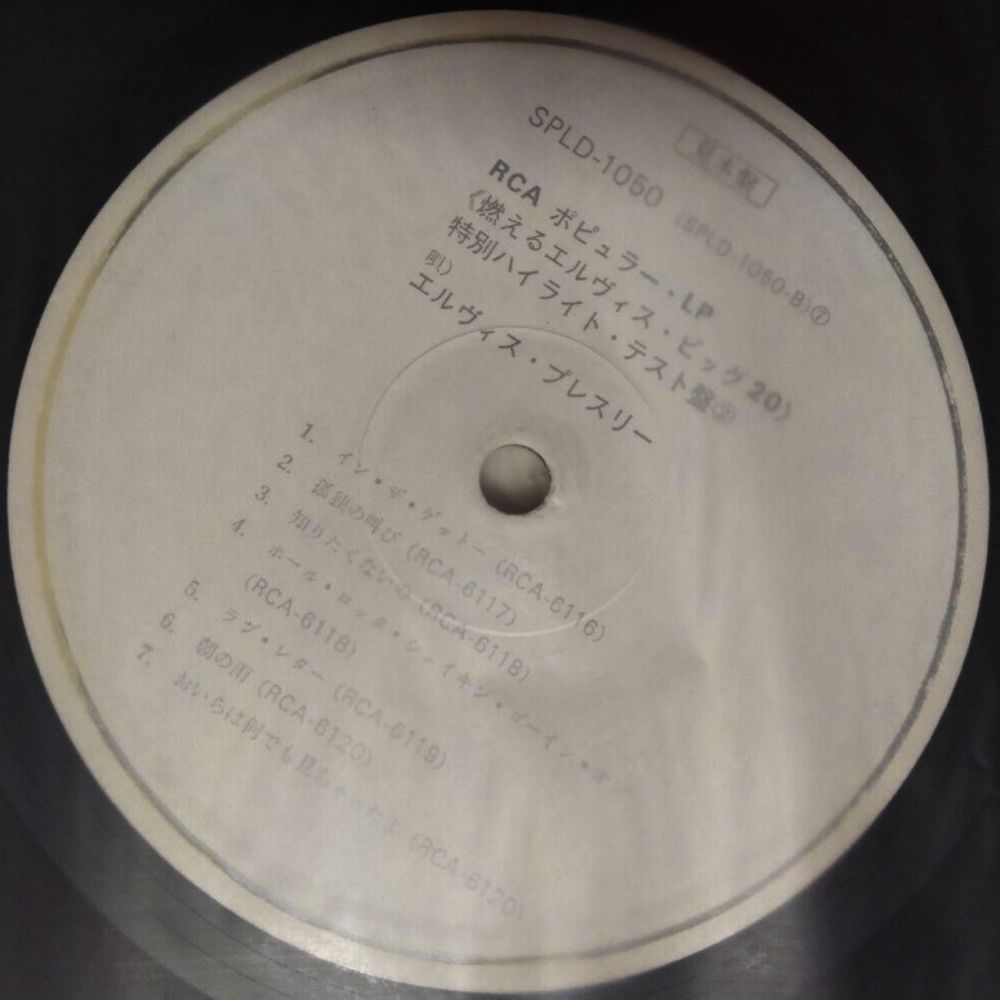 見本盤
SPLD-1050 (SPLD-1050-B)⑦
RCA ポピュラー・LP
《燃えるエルヴィス・ビッグ20》
特別ハイライト・テスト盤②
唄)
エルヴィス・プレスリー
1. イン・ザ・ゲットー (RCA-6116)
2. 孤独の叫び (RCA-6117)
3. 知りたくないの (RCA-6118)
4. ホール・ロッタ・シェイキン・ゴーイン・オン
(RCA-6118)
5. ラヴ・レター (RCA-6119)
6. 朝の雨 (RCA-6120)
7. おいらは何でも見ちゃったよ (RCA-6120)